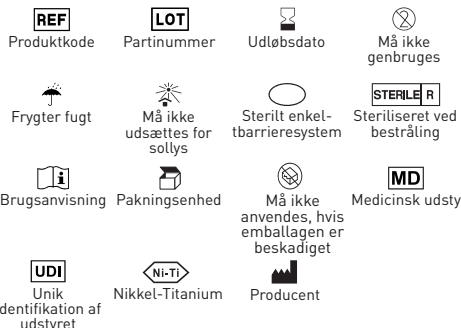 REF
Produktkode
LOT
Partinummer
Udløbsdato
2
Må ikke
genbruges
Frygter fugt
Må ikke
udsættes for
sollys
Sterilt enkel-
tbarrieresystem
STERILE R
Steriliseret ved
bestråling
i
Brugsanvisning
Pakningsenhed
Må ikke
anvendes, hvis
emballagen er
beskadiget
MD
Medicinsk udsty
UDI
Unik
dentifikation af
udstyret
Ni-Ti
Nikkel-Titanium
Producent